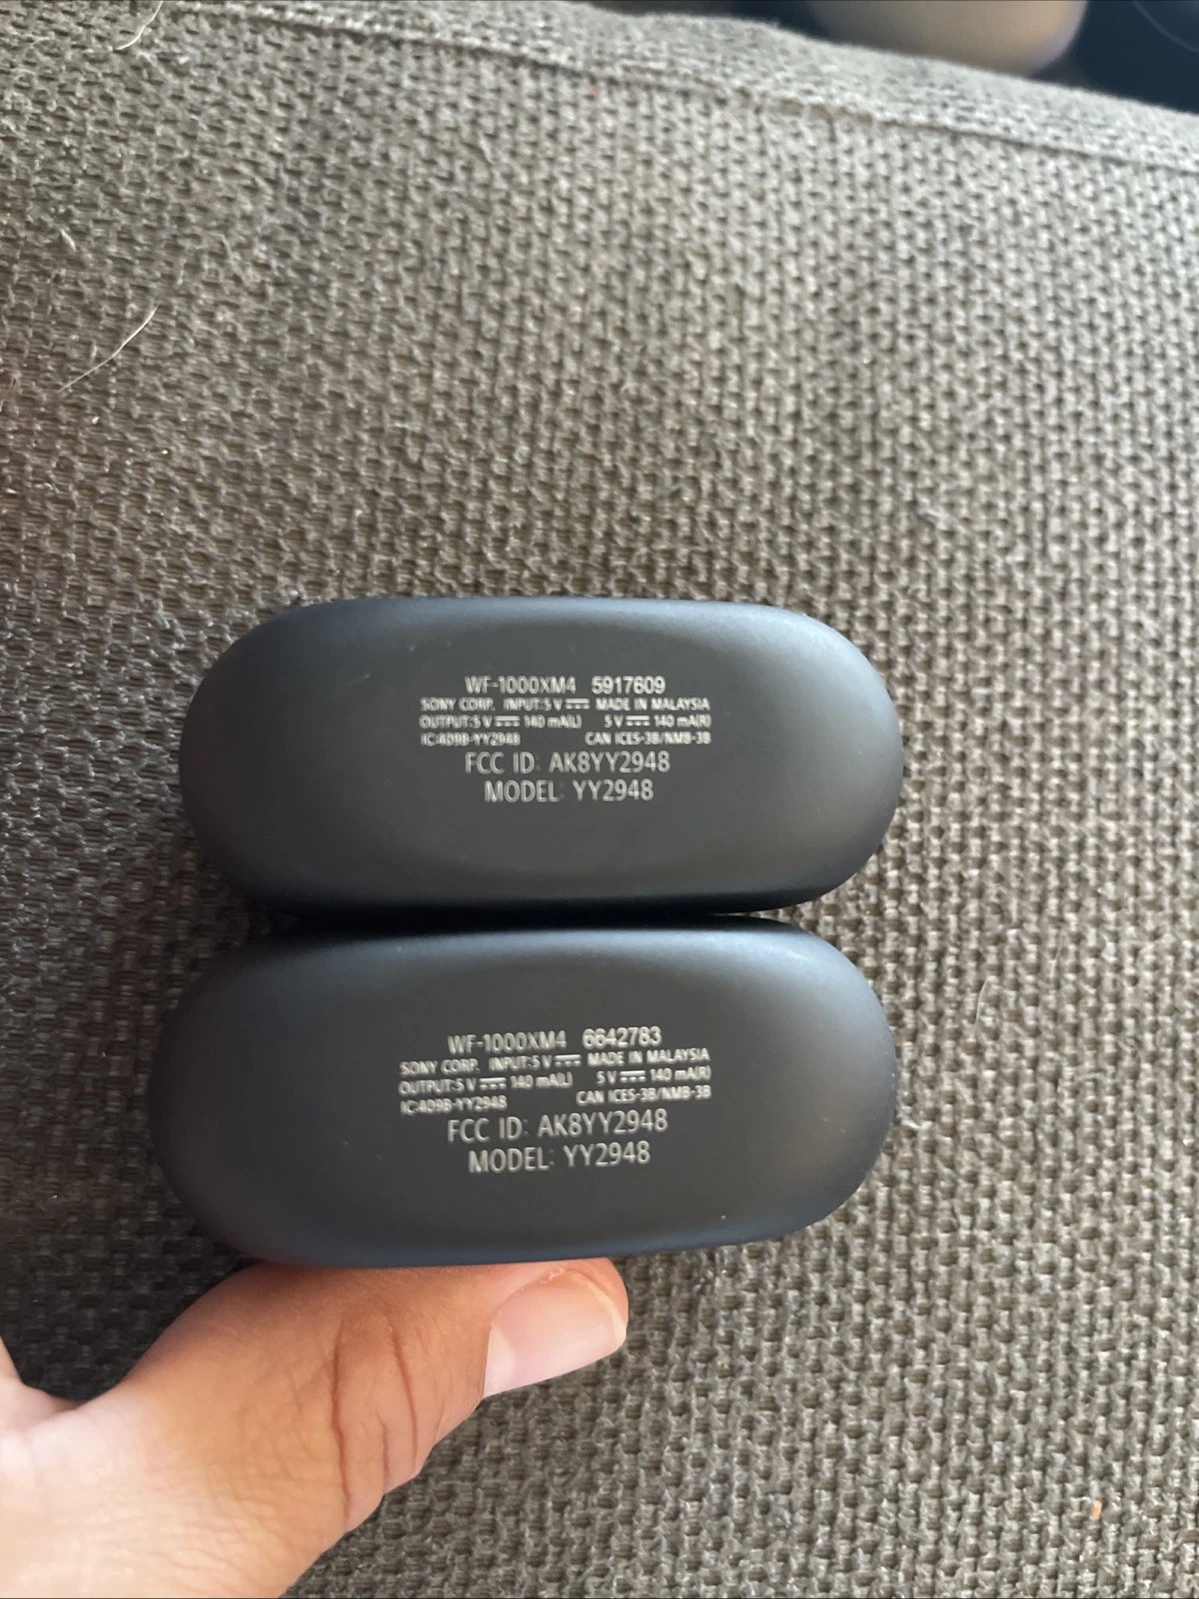 WF-1000XM4 5917609
SONY CORP. INPUT:5 V ⎓ MADE IN MALAYSIA
OUTPUT:5 V ⎓ 140 mA(L) 5 V ⎓ 140 mA(R)
IC:409B-YY2948 CAN ICES-3B/NMB-3B
FCC ID: AK8YY2948
MODEL: YY2948
WF-1000XM4 6642783
SONY CORP. INPUT:5 V ⎓ MADE IN MALAYSIA
OUTPUT:5 V ⎓ 140 mA(L) 5 V ⎓ 140 mA(R)
IC:409B-YY2948 CAN ICES-3B/NMB-3B
FCC ID: AK8YY2948
MODEL: YY2948